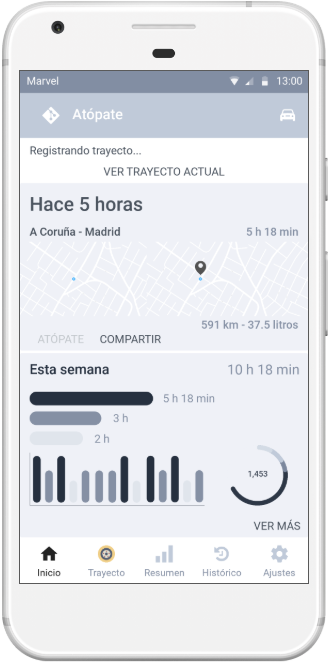 Marvel 13:00
Atópate
Registrando trayecto...
VER TRAYECTO ACTUAL
Hace 5 horas
A Coruña - Madrid 5 h 18 min
591 km - 37.5 litros
ATÓPATE COMPARTIR
Esta semana 10 h 18 min
5 h 18 min
3 h
2 h
1,453
VER MÁS
Inicio Trayecto Resumen Histórico Ajustes